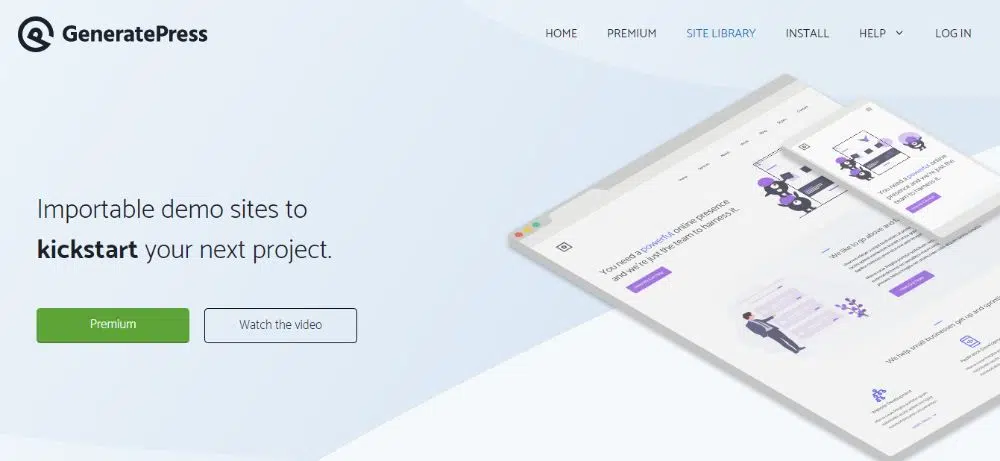 GeneratePress
HOME PREMIUM SITE LIBRARY INSTALL HELP LOG IN
Importable demo sites to
kickstart your next project.
Premium Watch the video
You need a powerful online presence
and we're just the team to harness it.
You need a powerful online
presence and we're just the
team to harness it.
We like to go above and
We help small businesses get up and